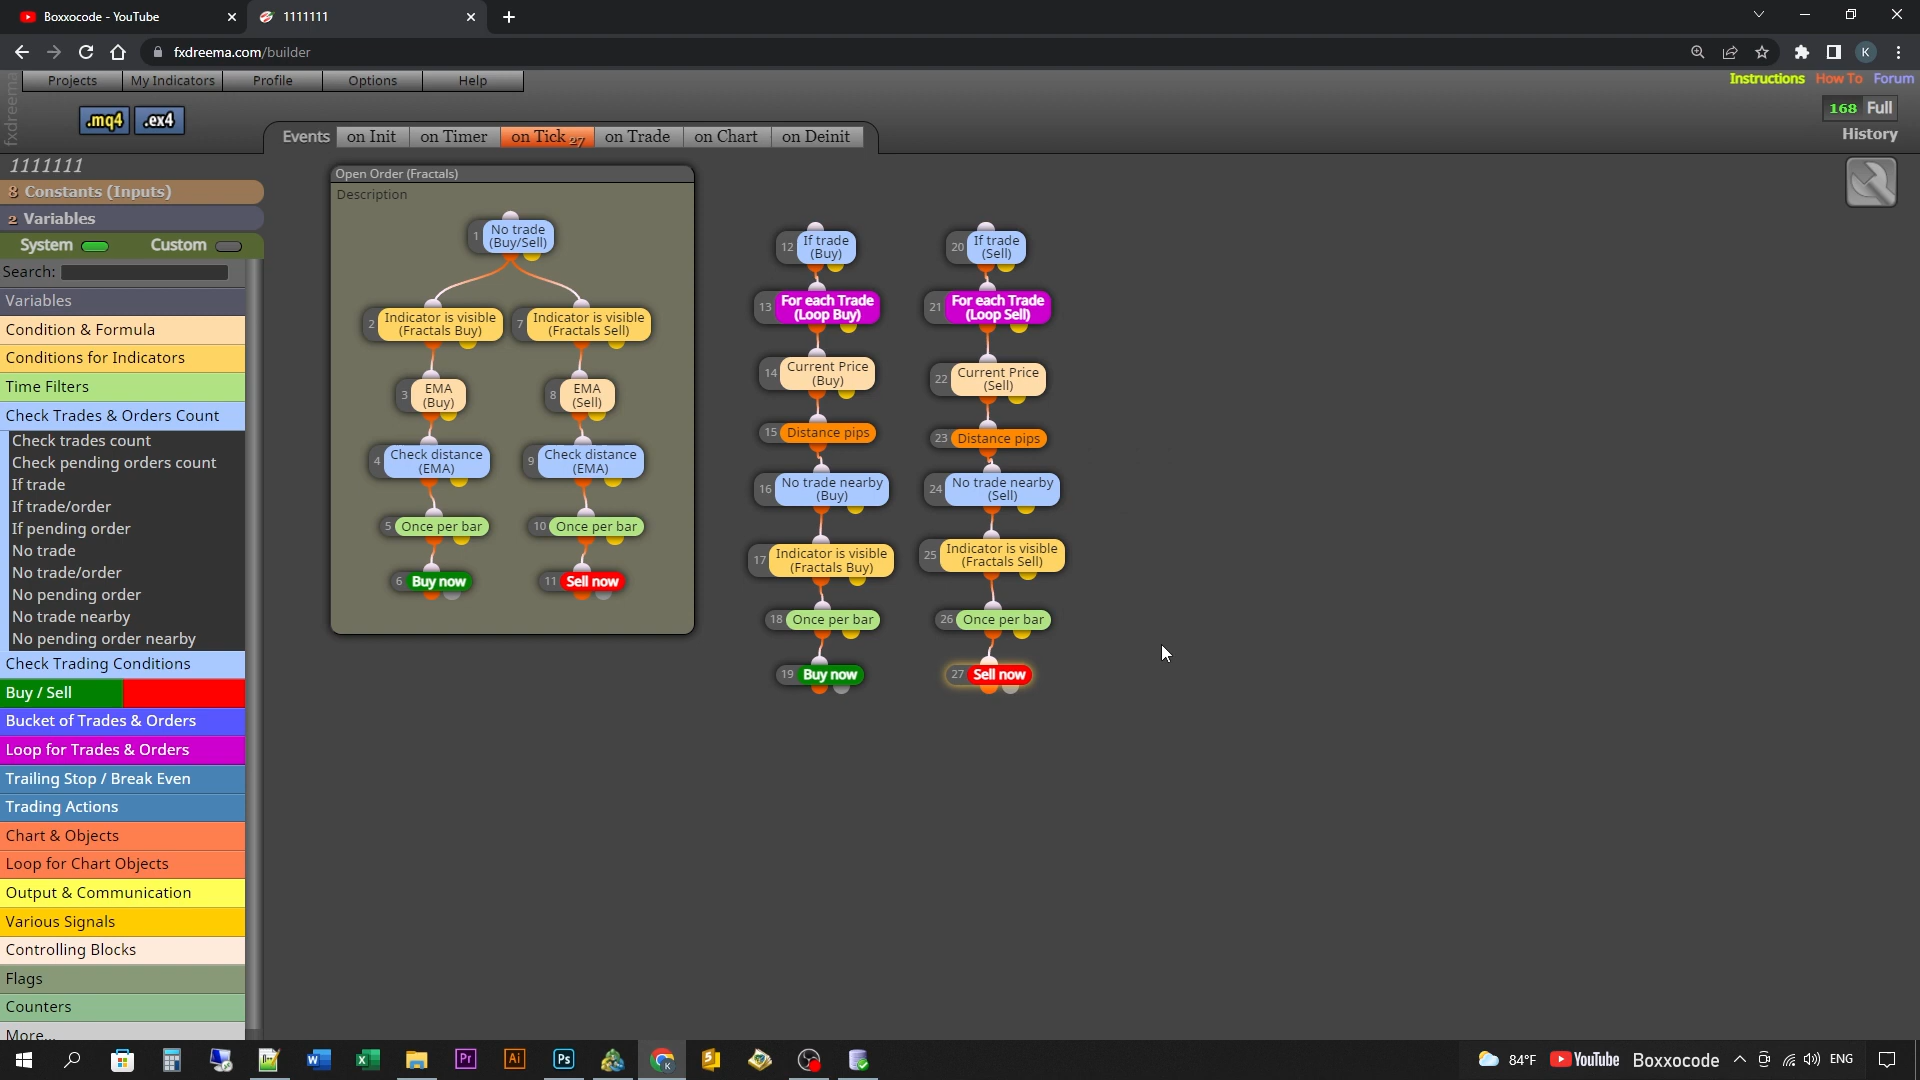 Boxxocode - YouTube
1111111
fxdreema.com/builder
K
Projects
My Indicators
Profile
Options
Help
Instructions
How To
Forum
fxdreema
.mq4
.ex4
168 Full
History
Events
on Init
on Timer
on Tick 27
on Trade
on Chart
on Deinit
1111111
8 Constants (Inputs)
2 Variables
System
Custom
Search:
Variables
Condition & Formula
Conditions for Indicators
Time Filters
Check Trades & Orders Count
Check trades count
Check pending orders count
If trade
If trade/order
If pending order
No trade
No trade/order
No pending order
No trade nearby
No pending order nearby
Check Trading Conditions
Buy / Sell
Bucket of Trades & Orders
Loop for Trades & Orders
Trailing Stop / Break Even
Trading Actions
Chart & Objects
Loop for Chart Objects
Output & Communication
Various Signals
Controlling Blocks
Flags
Counters
More...
Open Order (Fractals)
Description
1 No trade
(Buy/Sell)
2 Indicator is visible
(Fractals Buy)
3 EMA
(Buy)
4 Check distance
(EMA)
5 Once per bar
6 Buy now
7 Indicator is visible
(Fractals Sell)
8 EMA
(Sell)
9 Check distance
(EMA)
10 Once per bar
11 Sell now
12 If trade
(Buy)
13 For each Trade
(Loop Buy)
14 Current Price
(Buy)
15 Distance pips
16 No trade nearby
(Buy)
17 Indicator is visible
(Fractals Buy)
18 Once per bar
19 Buy now
20 If trade
(Sell)
21 For each Trade
(Loop Sell)
22 Current Price
(Sell)
23 Distance pips
24 No trade nearby
(Sell)
25 Indicator is visible
(Fractals Sell)
26 Once per bar
27 Sell now
Pr
Ai
Ps
84°F
YouTube
Boxxocode
ENG